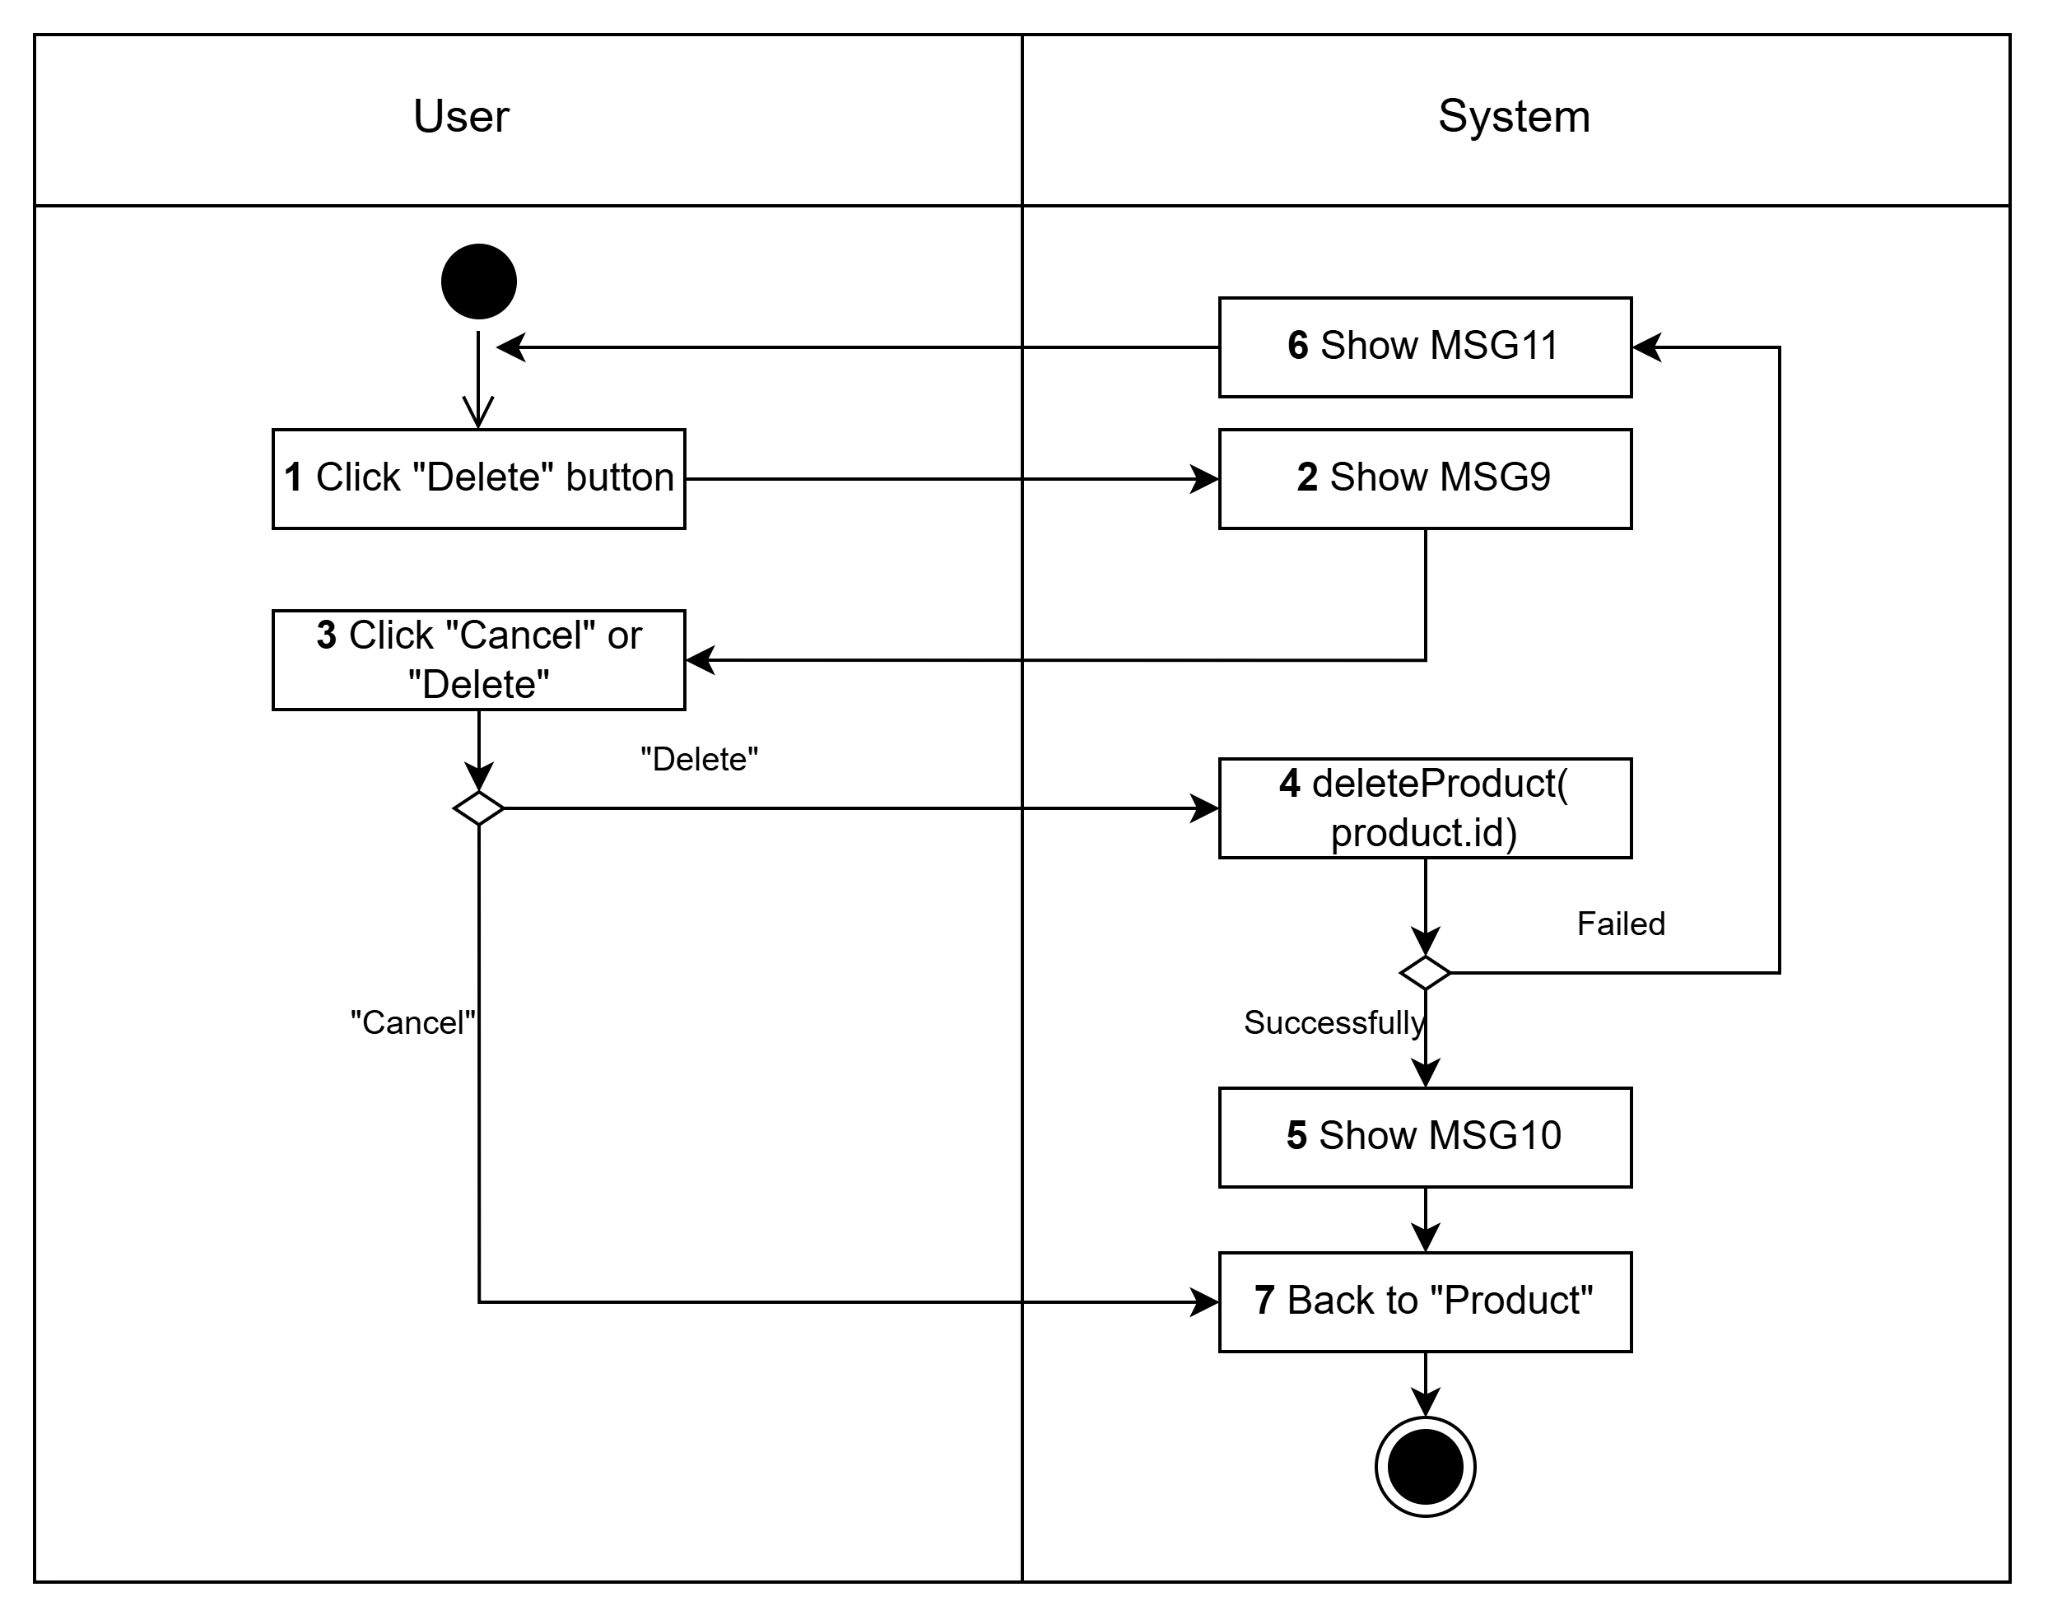 User
System
6 Show MSG11
1 Click "Delete" button
2 Show MSG9
3 Click "Cancel" or
"Delete"
"Delete"
4 deleteProduct(
product.id)
Failed
"Cancel"
Successfully
5 Show MSG10
7 Back to "Product"